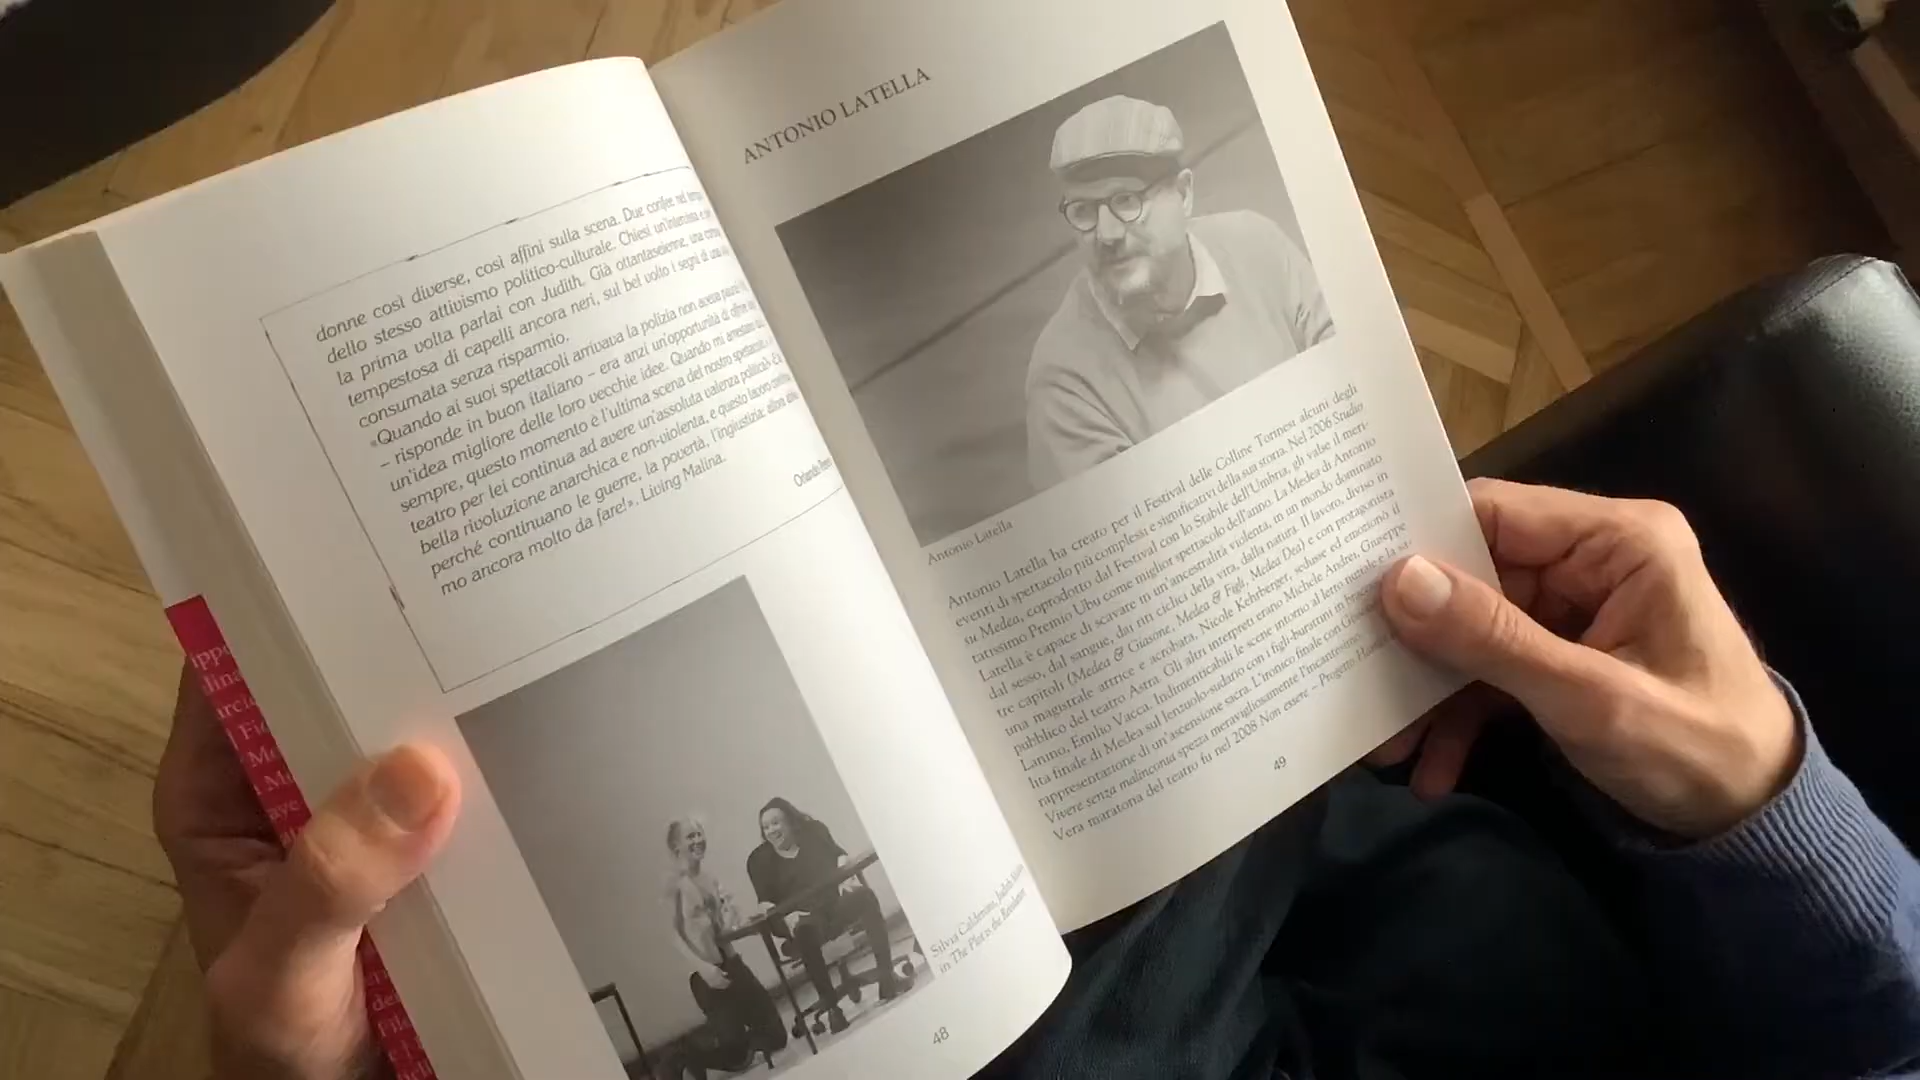 donne così diverse, così affini sulla scena. Due confee nel tempo
dello stesso attivismo politico-culturale. Chiesi un'intervista e
la prima volta parlai con Judith. Già ottantaseienne, una
tempestosa di capelli ancora neri, sul bel volto i segni di una
consumata senza risparmio.
«Quando ai suoi spettacoli arrivava la polizia non aveva paura
– risponde in buon italiano – era anzi un'opportunità di offrire
un'idea migliore delle loro vecchie idee. Quando mi arrestano
sempre, questo momento è l'ultima scena del nostro spettacolo.»
teatro per lei continua ad avere un'assoluta valenza politica?
bella rivoluzione anarchica e non-violenta, e questo lavoro
perché continuano le guerre, la povertà, l'ingiustizia: allora
mo ancora molto da fare!». Living Malina.
Orlando
Silvia Calderoni, Judith
in The Plot is the Revolution
48
ANTONIO LATELLA
Antonio Latella
Antonio Latella ha creato per il Festival delle Colline Torinesi alcuni degli
eventi di spettacolo più complessi e significativi della sua storia. Nel 2006 Studio
su Medea, coprodotto dal Festival con lo Stabile dell'Umbria, gli valse il meri-
tatissimo Premio Ubu come miglior spettacolo dell'anno. La Medea di Antonio
Latella è capace di scavare in un'ancestralità violenta, in un mondo dominato
dal sesso, dal sangue, dai riti ciclici della vita, dalla natura. Il lavoro, diviso in
tre capitoli (Medea & Giasone, Medea & Figli, Medea Dea) e con protagonista
una magistrale attrice e acrobata, Nicole Kehrberger, sedusse ed emozionò il
pubblico del teatro Astra. Gli altri interpreti erano Michele Andrei, Giuseppe
Lanino, Emilio Vacca. Indimenticabili le scene intorno al letto nuziale e la sa-
lita finale di Medea sul lenzuolo-sudario con i figli-burattini in braccio
rappresentazione di un'ascensione sacra. L'ironico finale con
Vivere senza malinconia spezza meravigliosamente l'incantesimo.
Vera maratona del teatro fu nel 2008 Non essere – Progetto
49